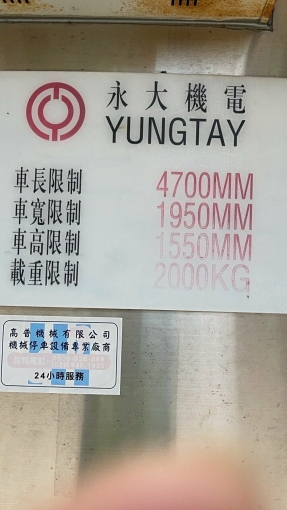 永大機電
YUNGTAY
車長限制 4700MM
車寬限制 1950MM
車高限制 1550MM
載重限制 2000KG
高普機械有限公司
機械停車設備專業廠商
24小時服務